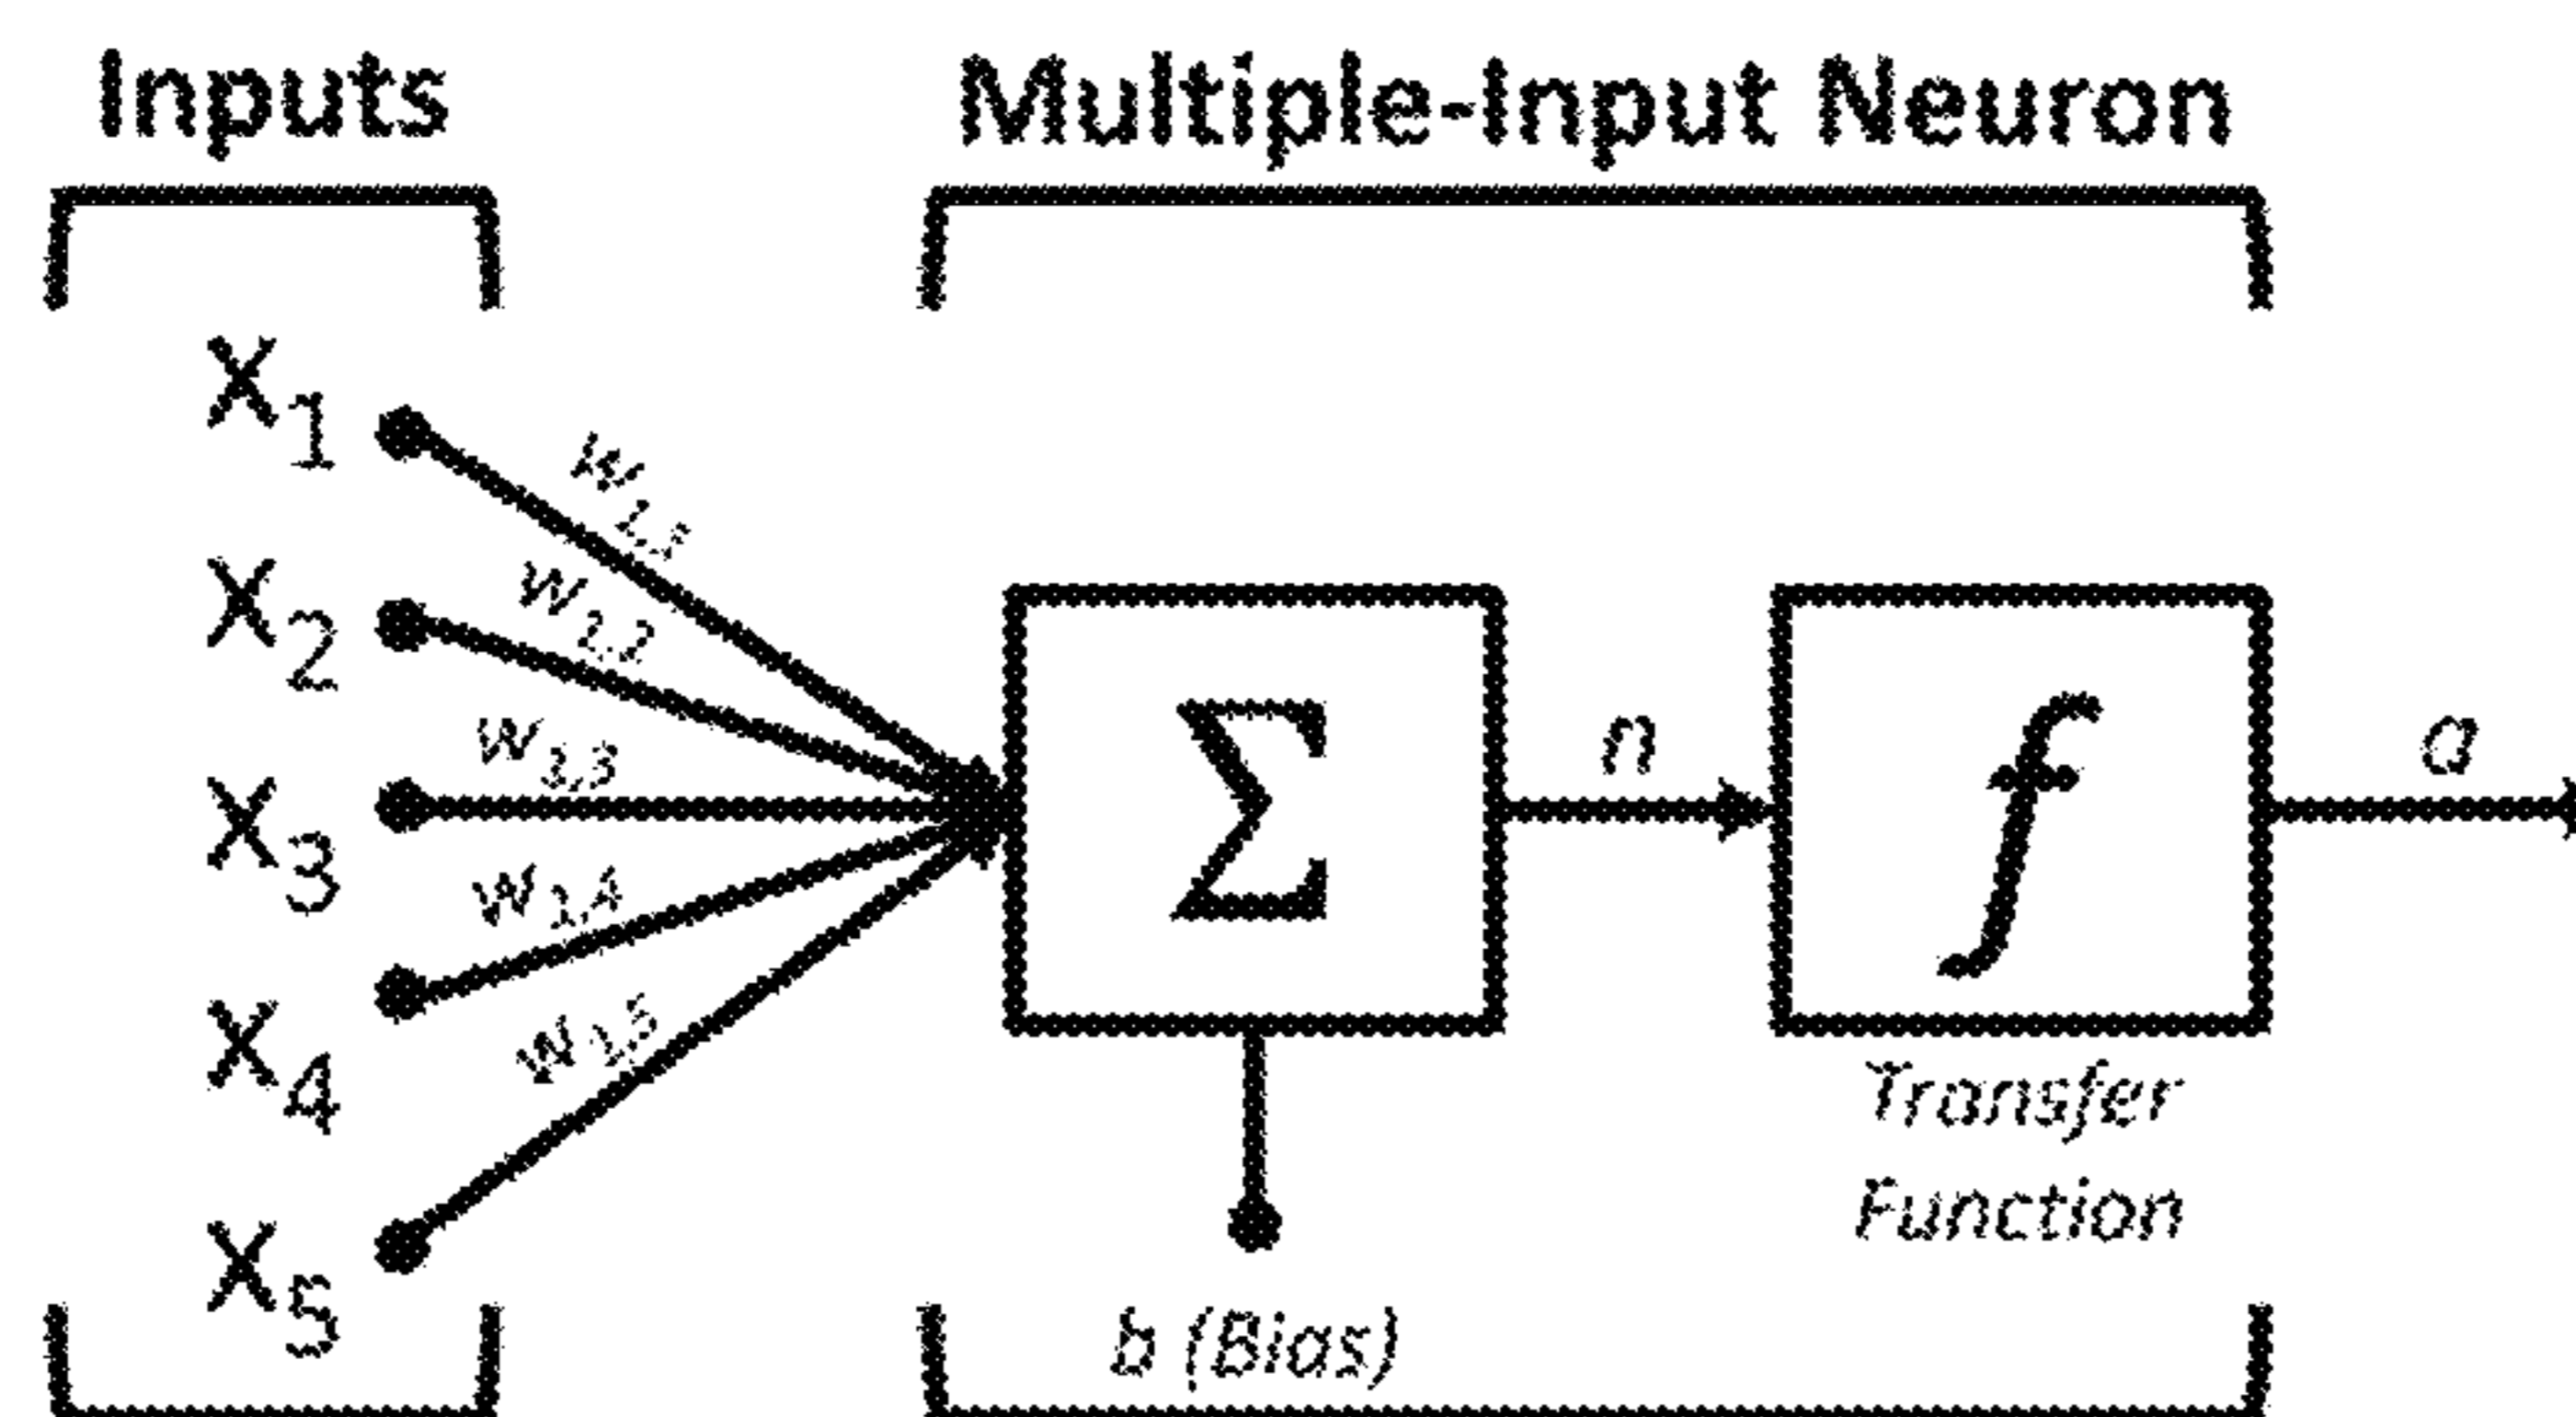 Inputs
Multiple-Input Neuron
X1
X2
X3
X4
X5
w1,1
w1,2
w1,3
w1,4
w1,5
Σ
n
f
a
Transfer
Function
b (Bias)